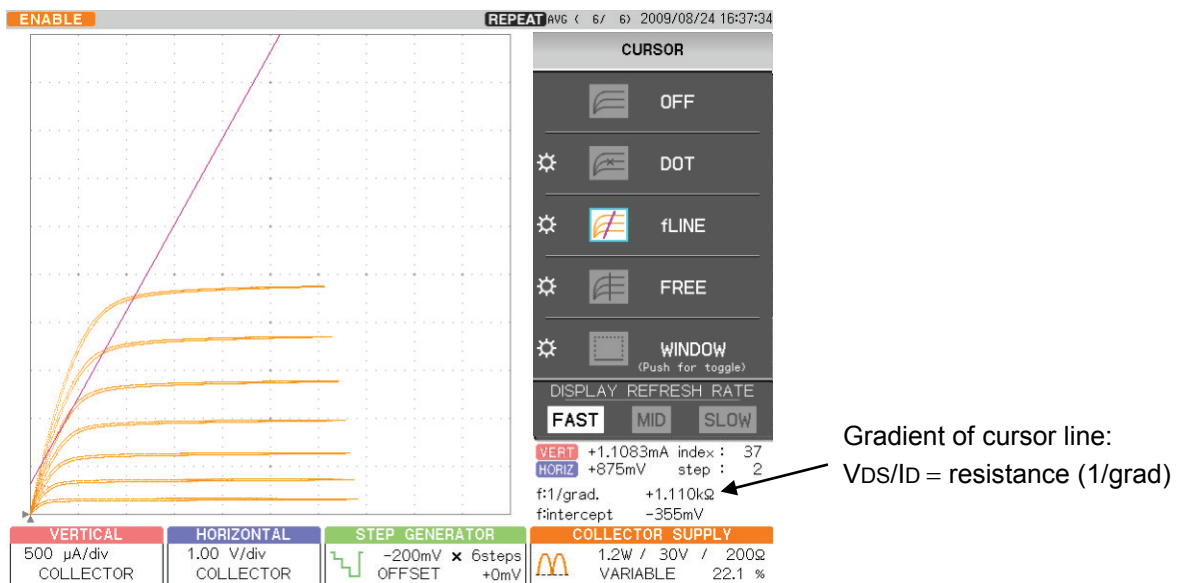 ENABLE
REPEAT AVG ( 6/ 6) 2009/08/24 16:37:34
CURSOR
OFF
DOT
fLINE
FREE
WINDOW
(Push for toggle)
DISPLAY REFRESH RATE
FAST MID SLOW
VERT +1.1083mA index: 37
HORIZ +875mV step : 2
f:1/grad. +1.110kΩ
f:intercept -355mV
Gradient of cursor line:
VDS/ID = resistance (1/grad)
VERTICAL
500 µA/div
COLLECTOR
HORIZONTAL
1.00 V/div
COLLECTOR
STEP GENERATOR
-200mV × 6steps
OFFSET +0mV
COLLECTOR SUPPLY
1.2W / 30V / 200Ω
VARIABLE 22.1 %